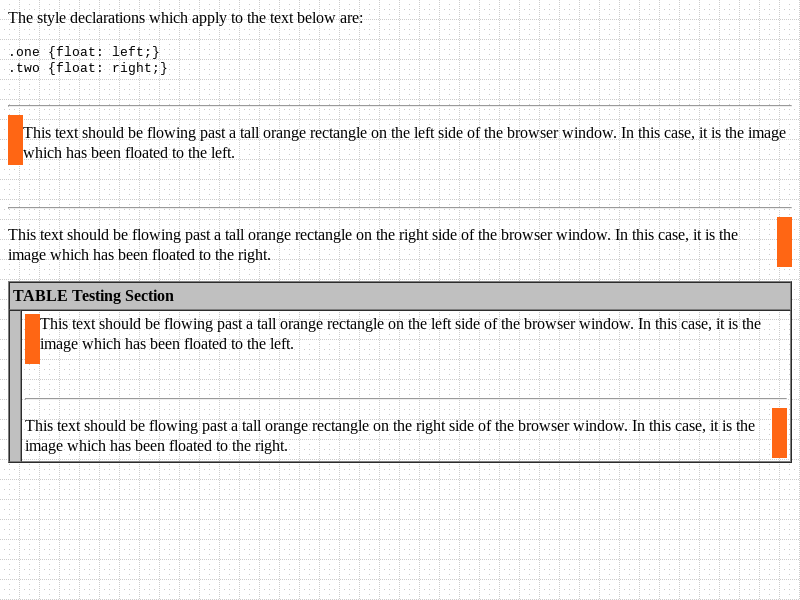 The style declarations which apply to the text below are:
.one {float: left;}
.two {float: right;}
This text should be flowing past a tall orange rectangle on the left side of the browser window. In this case, it is the image
which has been floated to the left.
This text should be flowing past a tall orange rectangle on the right side of the browser window. In this case, it is the
image which has been floated to the right.
TABLE Testing Section
This text should be flowing past a tall orange rectangle on the left side of the browser window. In this case, it is the
image which has been floated to the left.
This text should be flowing past a tall orange rectangle on the right side of the browser window. In this case, it is the
image which has been floated to the right.